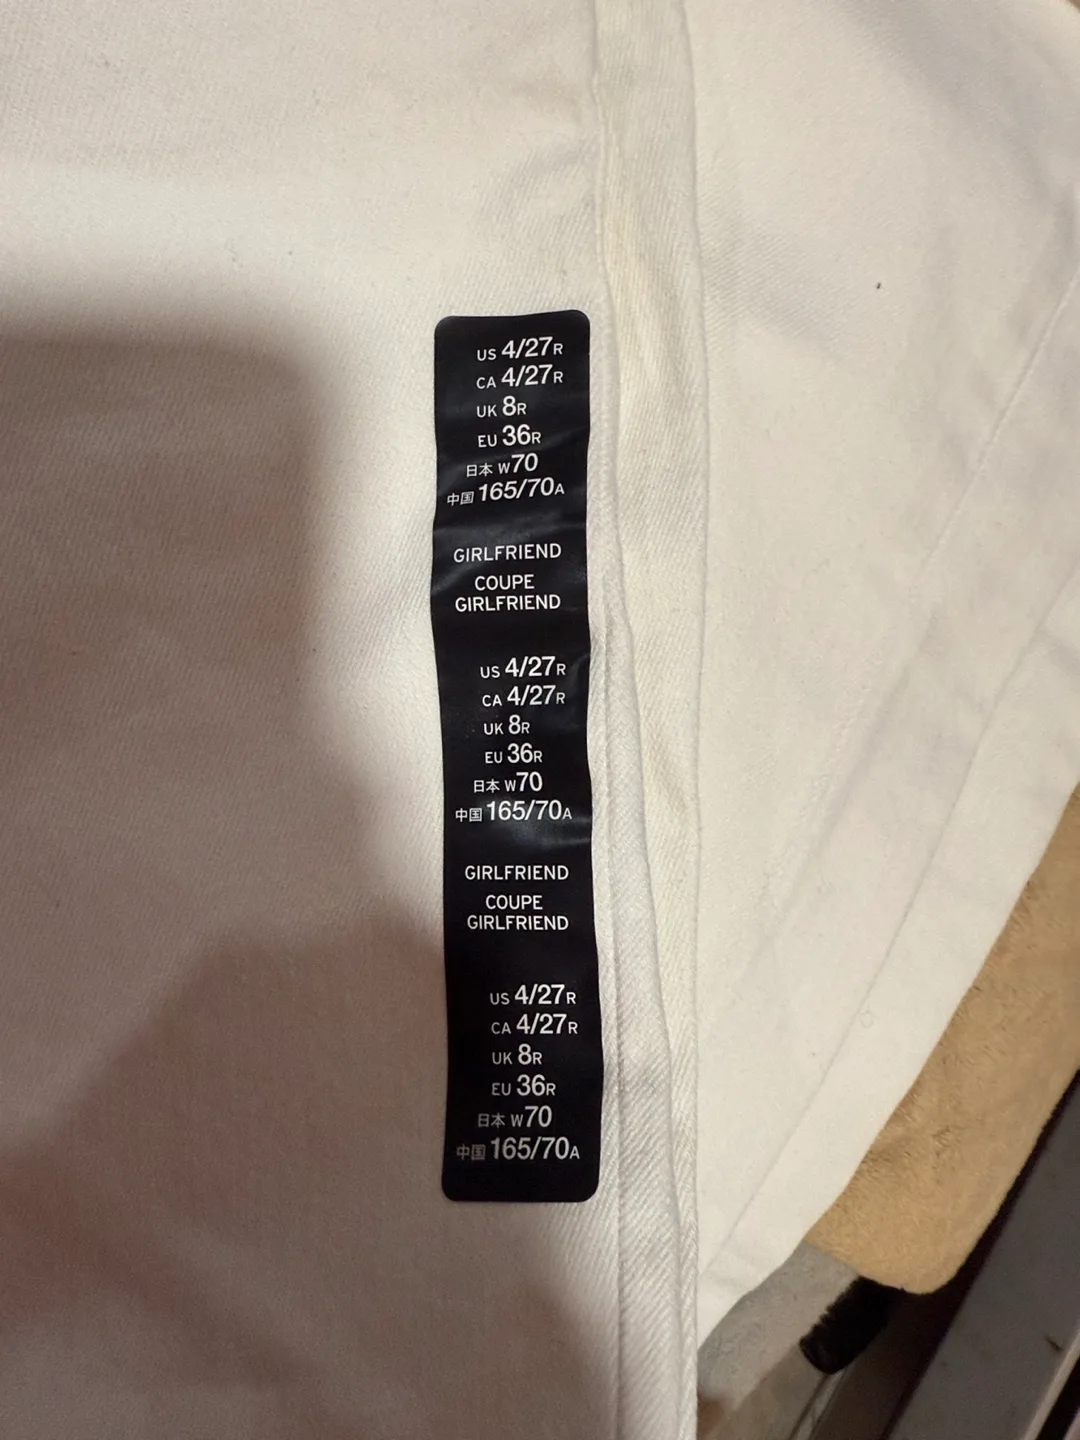 US 4/27R
CA 4/27R
UK 8R
EU 36R
日本 W70
中国 165/70A
GIRLFRIEND
COUPE
GIRLFRIEND
US 4/27R
CA 4/27R
UK 8R
EU 36R
日本 W70
中国 165/70A
GIRLFRIEND
COUPE
GIRLFRIEND
US 4/27R
CA 4/27R
UK 8R
EU 36R
日本 W70
中国 165/70A